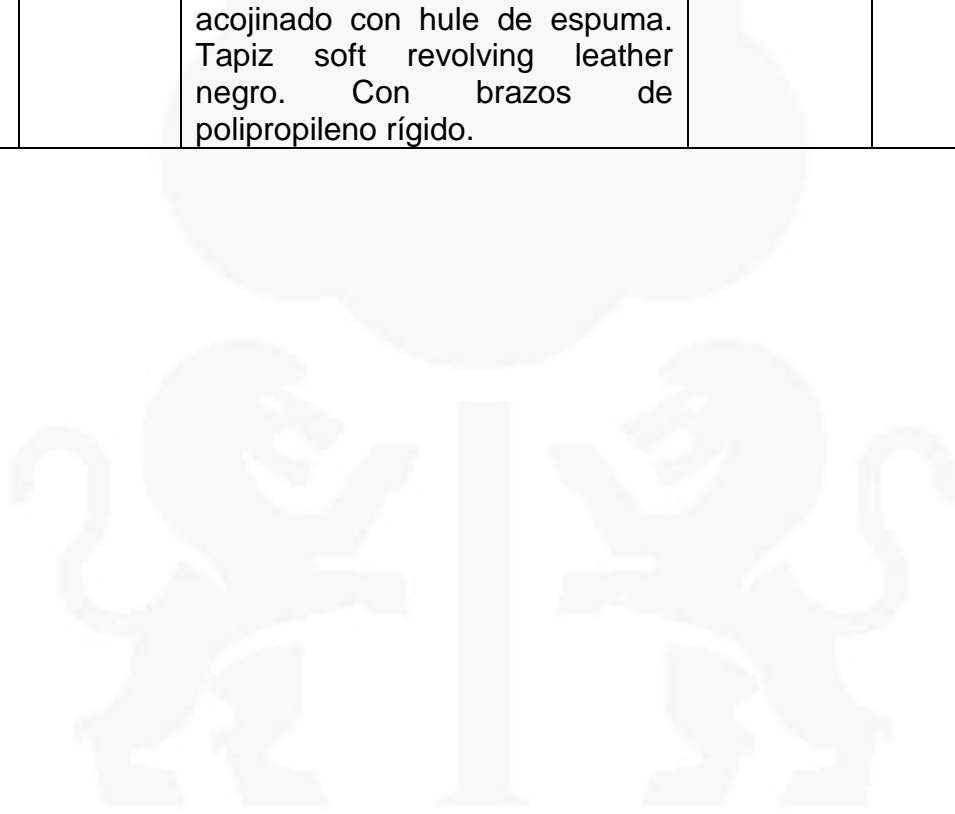 acojinado con hule de espuma.
Tapiz soft revolving leather
negro. Con brazos de
polipropileno rígido.